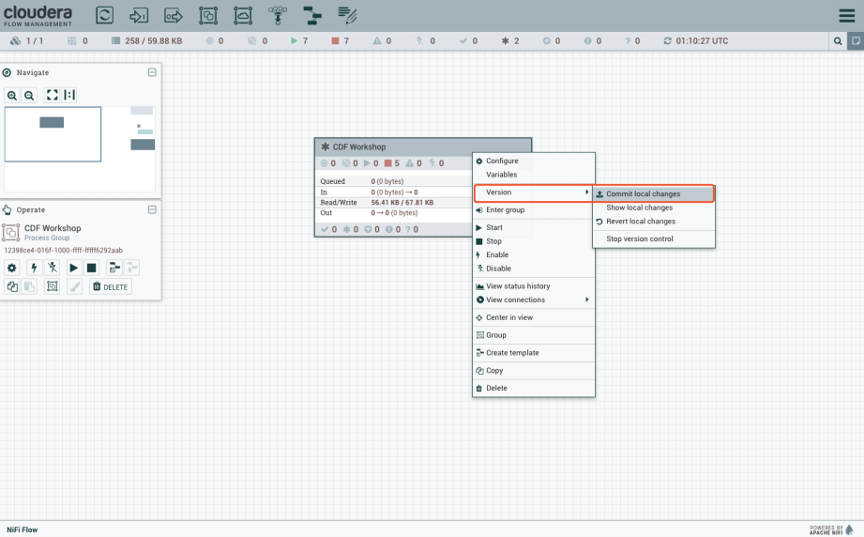 cloudera
FLOW MANAGEMENT
1 / 1 0 258 / 59.88 KB 0 0 7 7 0 0 0 2 0 0 0 01:10:27 UTC
Navigate
Operate
CDF Workshop
Process Group
12398ce4-016f-1000-ffff-fffff6292aab
DELETE
CDF Workshop
0 0 0 5 0 0
Queued 0 (0 bytes)
In 0 (0 bytes) → 0
Read/Write 56.41 KB / 67.81 KB
Out 0 → 0 (0 bytes)
0 0 0 0 0
Configure
Variables
Version
Enter group
Start
Stop
Enable
Disable
View status history
View connections
Center in view
Group
Create template
Copy
Delete
Commit local changes
Show local changes
Revert local changes
Stop version control
NiFi Flow
POWERED BY
APACHE NIFI